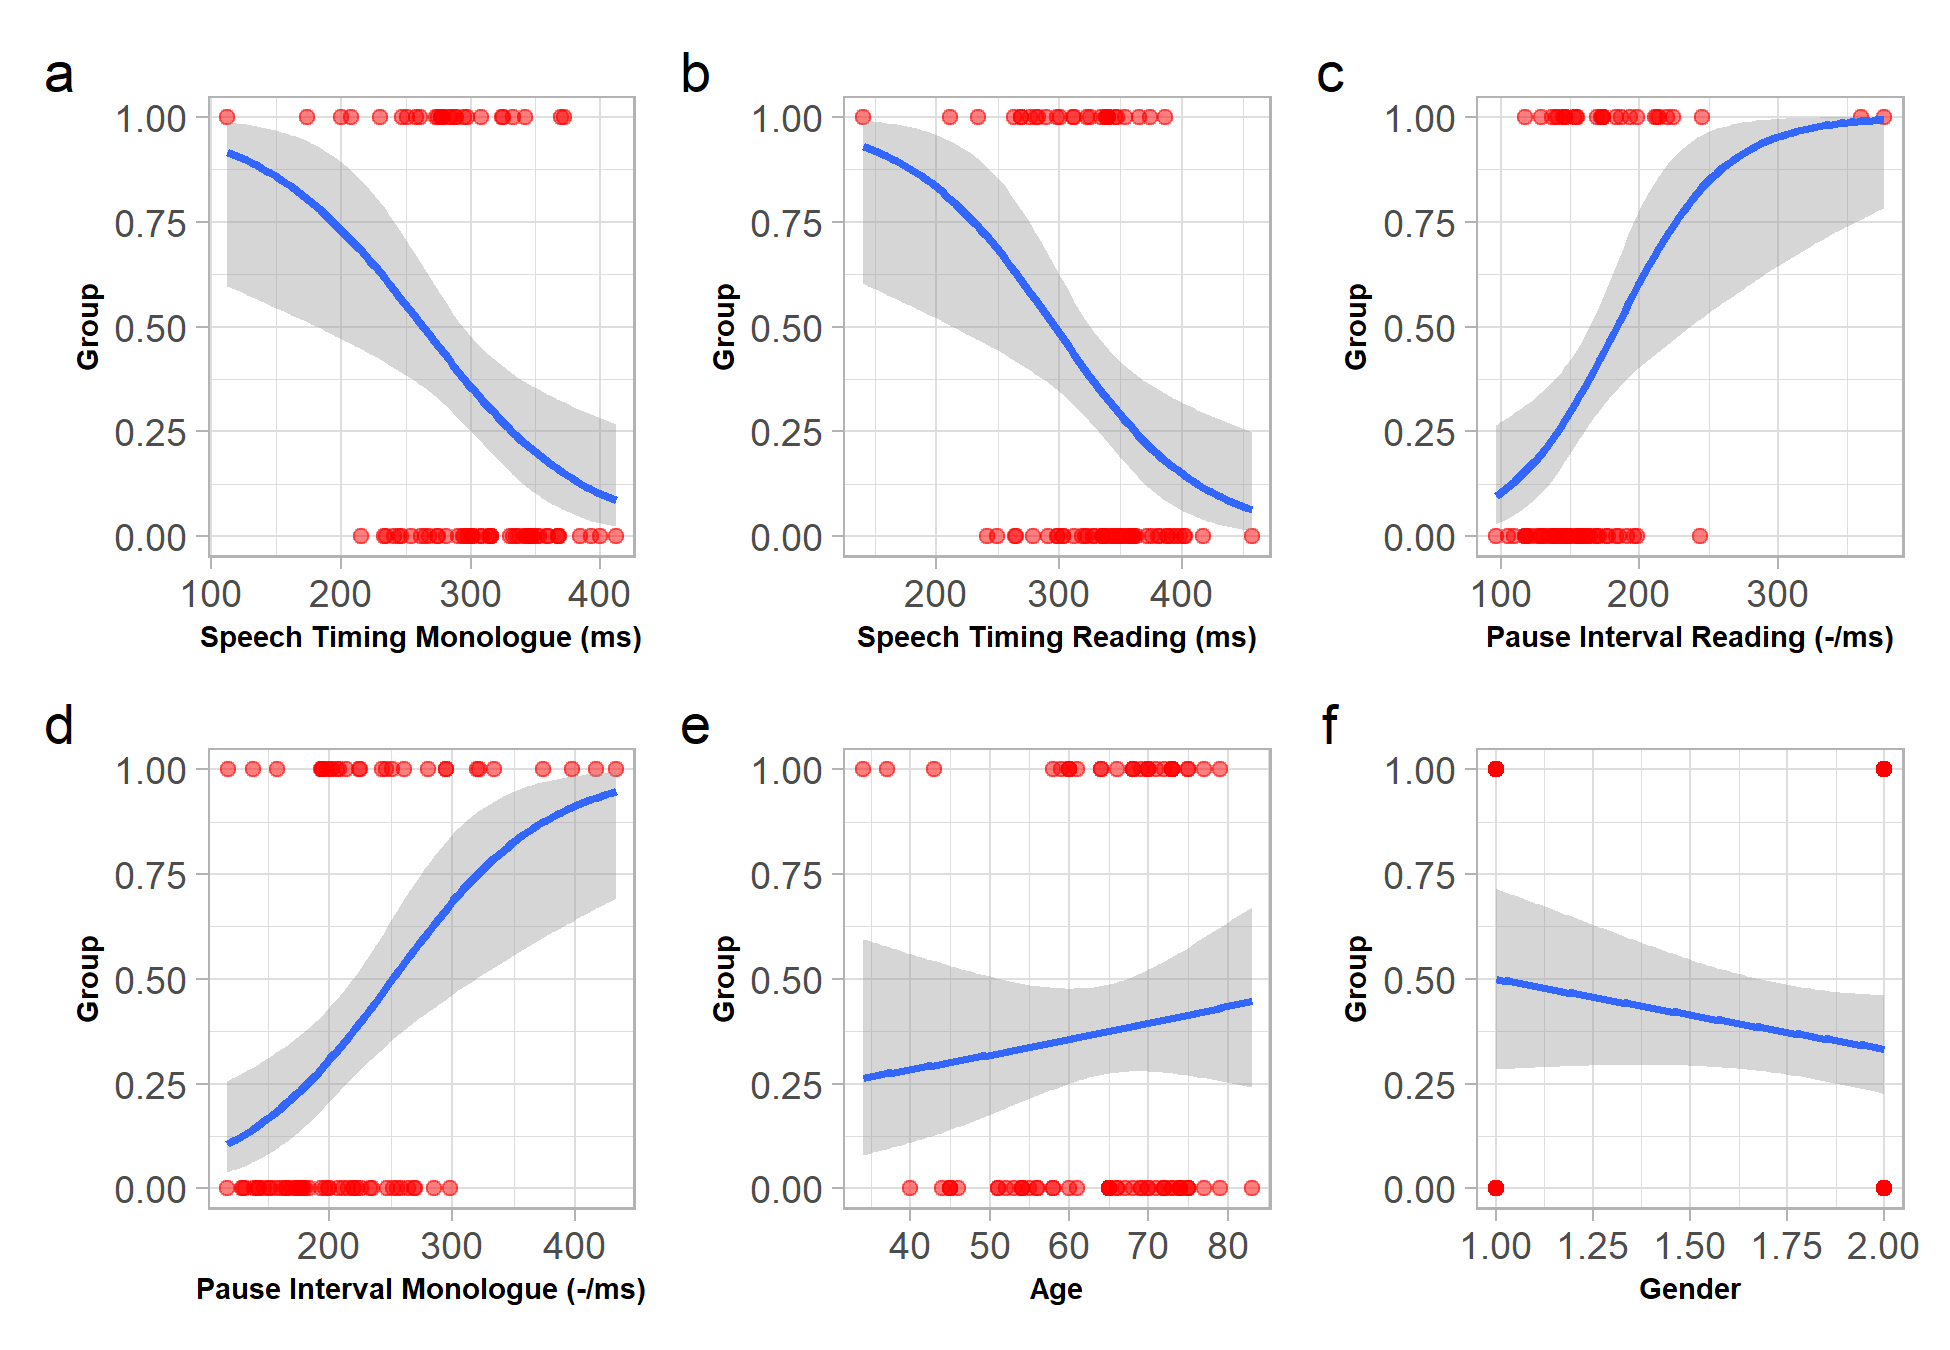 a
b
c
1.00
0.75
0.50
0.25
0.00
Group
100 200 300 400
Speech Timing Monologue (ms)
1.00
0.75
0.50
0.25
0.00
Group
200 300 400
Speech Timing Reading (ms)
1.00
0.75
0.50
0.25
0.00
Group
100 200 300
Pause Interval Reading (-/ms)
d
e
f
1.00
0.75
0.50
0.25
0.00
Group
200 300 400
Pause Interval Monologue (-/ms)
1.00
0.75
0.50
0.25
0.00
Group
40 50 60 70 80
Age
1.00
0.75
0.50
0.25
0.00
Group
1.00 1.25 1.50 1.75 2.00
Gender